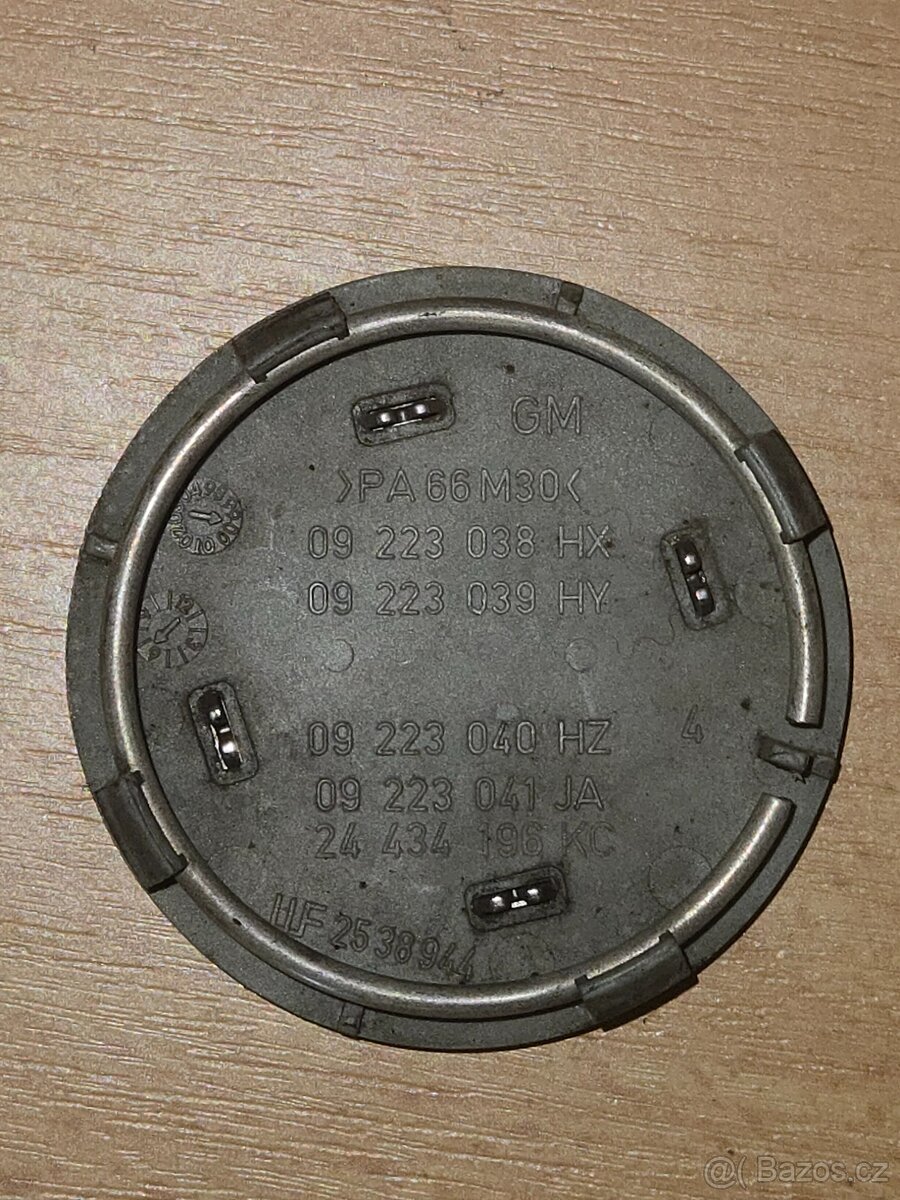 GM
>PA 66 M30<
09 223 038 HX
09 223 039 HY
09 223 040 HZ
4
09 223 041 JA
24 434 196 KC
2538944
@( Bazos.cz